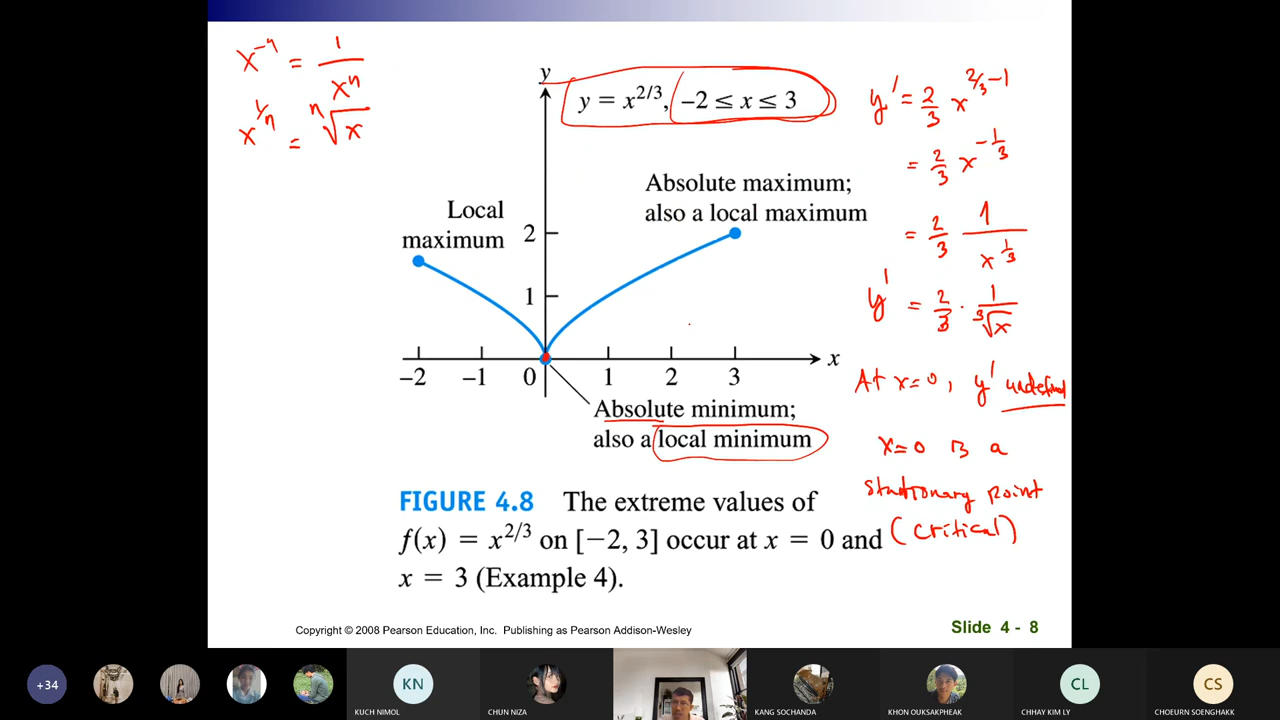 x⁻ⁿ = 1/xⁿ
x^{1/n} = ⁿ√x
y
y = x^{2/3}, −2 ≤ x ≤ 3
y' = 2/3 x^{2/3−1}
= 2/3 x^{−1/3}
= 2/3 1/x^{1/3}
y' = 2/3 · 1/³√x
At x=0, y' undefined
x=0 is a
stationary point
(critical)
Absolute maximum;
also a local maximum
Local
maximum
2
1
−2 −1 0 1 2 3 x
Absolute minimum;
also a local minimum
FIGURE 4.8 The extreme values of
f(x) = x^{2/3} on [−2, 3] occur at x = 0 and
x = 3 (Example 4).
Copyright © 2008 Pearson Education, Inc. Publishing as Pearson Addison-Wesley
Slide 4 - 8
+34
KN
KUCH NIMOL
CHUN NIZA
KANG SOCHANDA
KHON OUKSAKPHEAK
CL
CHHAY KIM LY
CS
CHOEURN SOENGHAKK